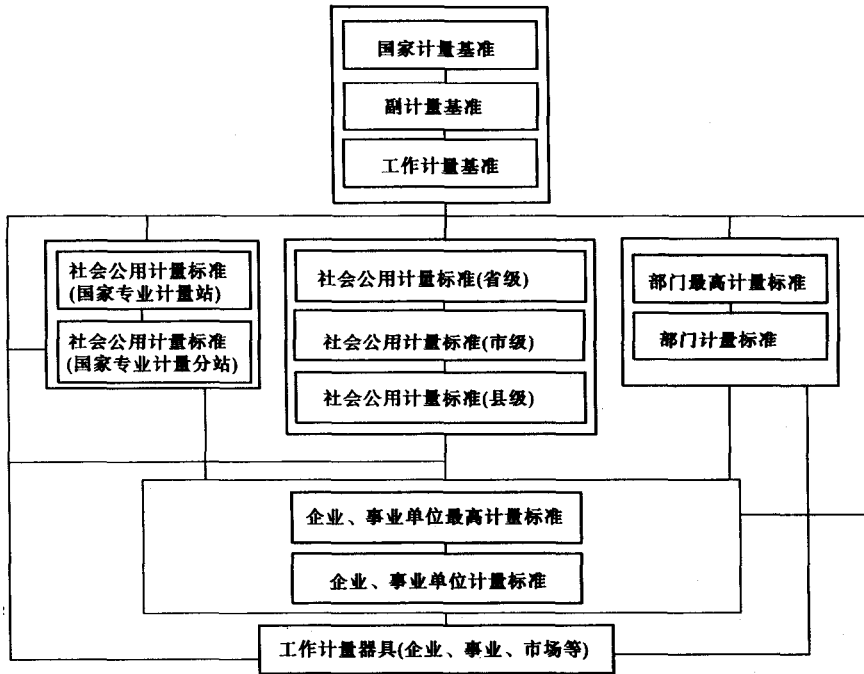 国家计量基准
副计量基准
工作计量基准
社会公用计量标准
(国家专业计量站)
社会公用计量标准
(国家专业计量分站)
社会公用计量标准(省级)
社会公用计量标准(市级)
社会公用计量标准(县级)
部门最高计量标准
部门计量标准
企业、事业单位最高计量标准
企业、事业单位计量标准
工作计量器具(企业、事业、市场等)